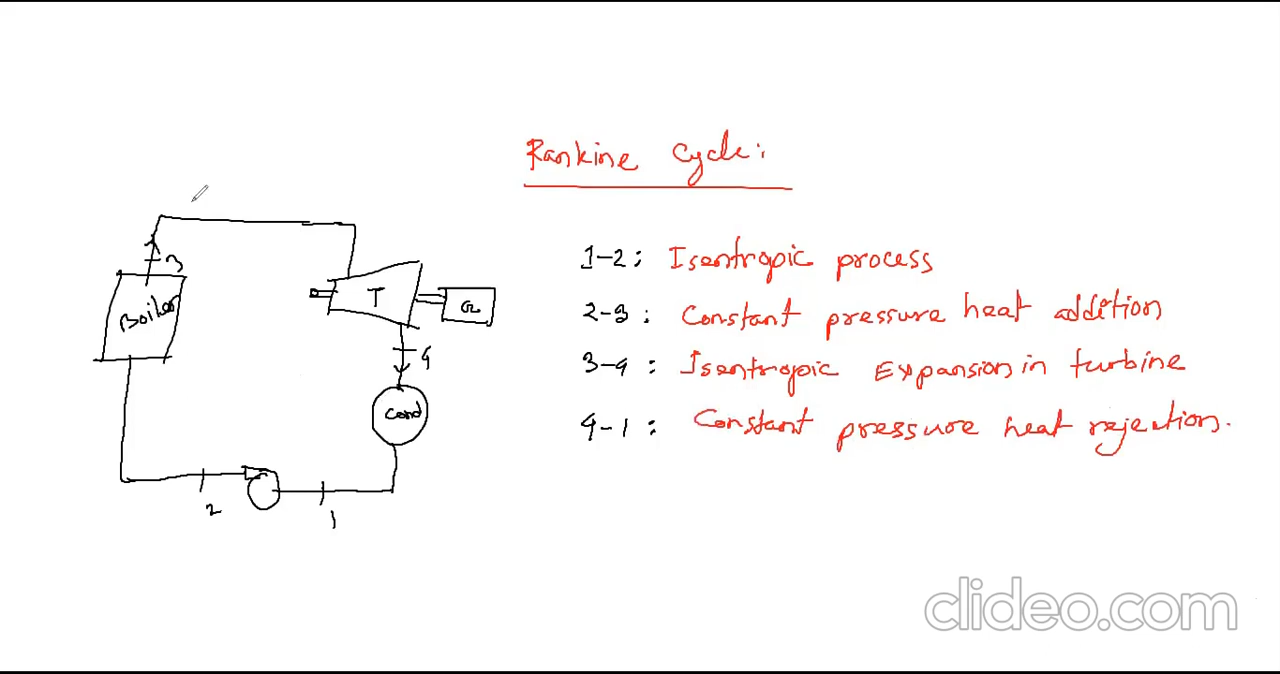 Rankine Cycle:
1-2: Isentropic process
2-3: Constant pressure heat addition
3-4: Isentropic Expansion in turbine
4-1: Constant pressure heat rejection.
3
Boiler
T
G
4
Cond
2
1
clideo.com